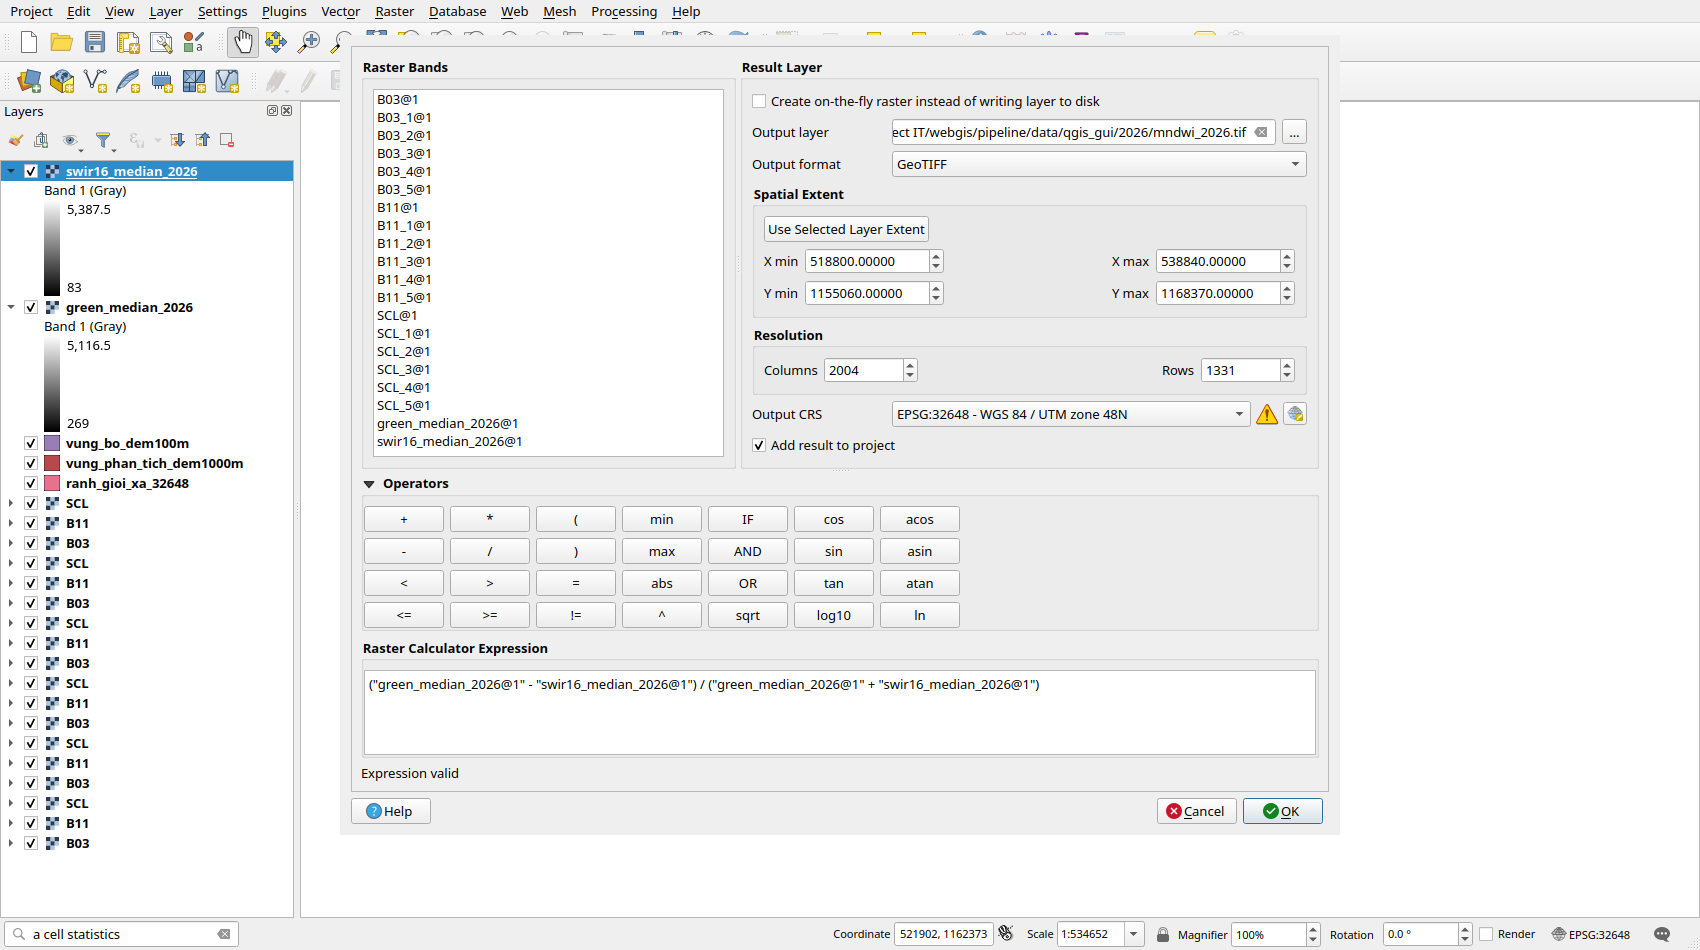 Project Edit View Layer Settings Plugins Vector Raster Database Web Mesh Processing Help
Layers
swir16_median_2026
Band 1 (Gray)
5,387.5
83
green_median_2026
Band 1 (Gray)
5,116.5
269
vung_bo_dem100m
vung_phan_tich_dem1000m
ranh_gioi_xa_32648
SCL
B11
B03
SCL
B11
B03
SCL
B11
B03
SCL
B11
B03
SCL
B11
B03
SCL
B11
B03
Raster Bands
B03@1
B03_1@1
B03_2@1
B03_3@1
B03_4@1
B03_5@1
B11@1
B11_1@1
B11_2@1
B11_3@1
B11_4@1
B11_5@1
SCL@1
SCL_1@1
SCL_2@1
SCL_3@1
SCL_4@1
SCL_5@1
green_median_2026@1
swir16_median_2026@1
Result Layer
Create on-the-fly raster instead of writing layer to disk
Output layer ect IT/webgis/pipeline/data/qgis_gui/2026/mndwi_2026.tif ...
Output format GeoTIFF
Spatial Extent
Use Selected Layer Extent
X min 518800.00000 X max 538840.00000
Y min 1155060.00000 Y max 1168370.00000
Resolution
Columns 2004 Rows 1331
Output CRS EPSG:32648 - WGS 84 / UTM zone 48N
Add result to project
Operators
+ * ( min IF cos acos
- / ) max AND sin asin
< > = abs OR tan atan
<= >= != ^ sqrt log10 ln
Raster Calculator Expression
("green_median_2026@1" - "swir16_median_2026@1") / ("green_median_2026@1" + "swir16_median_2026@1")
Expression valid
Help Cancel OK
a cell statistics Coordinate 521902, 1162373 Scale 1:534652 Magnifier 100% Rotation 0.0 ° Render EPSG:32648